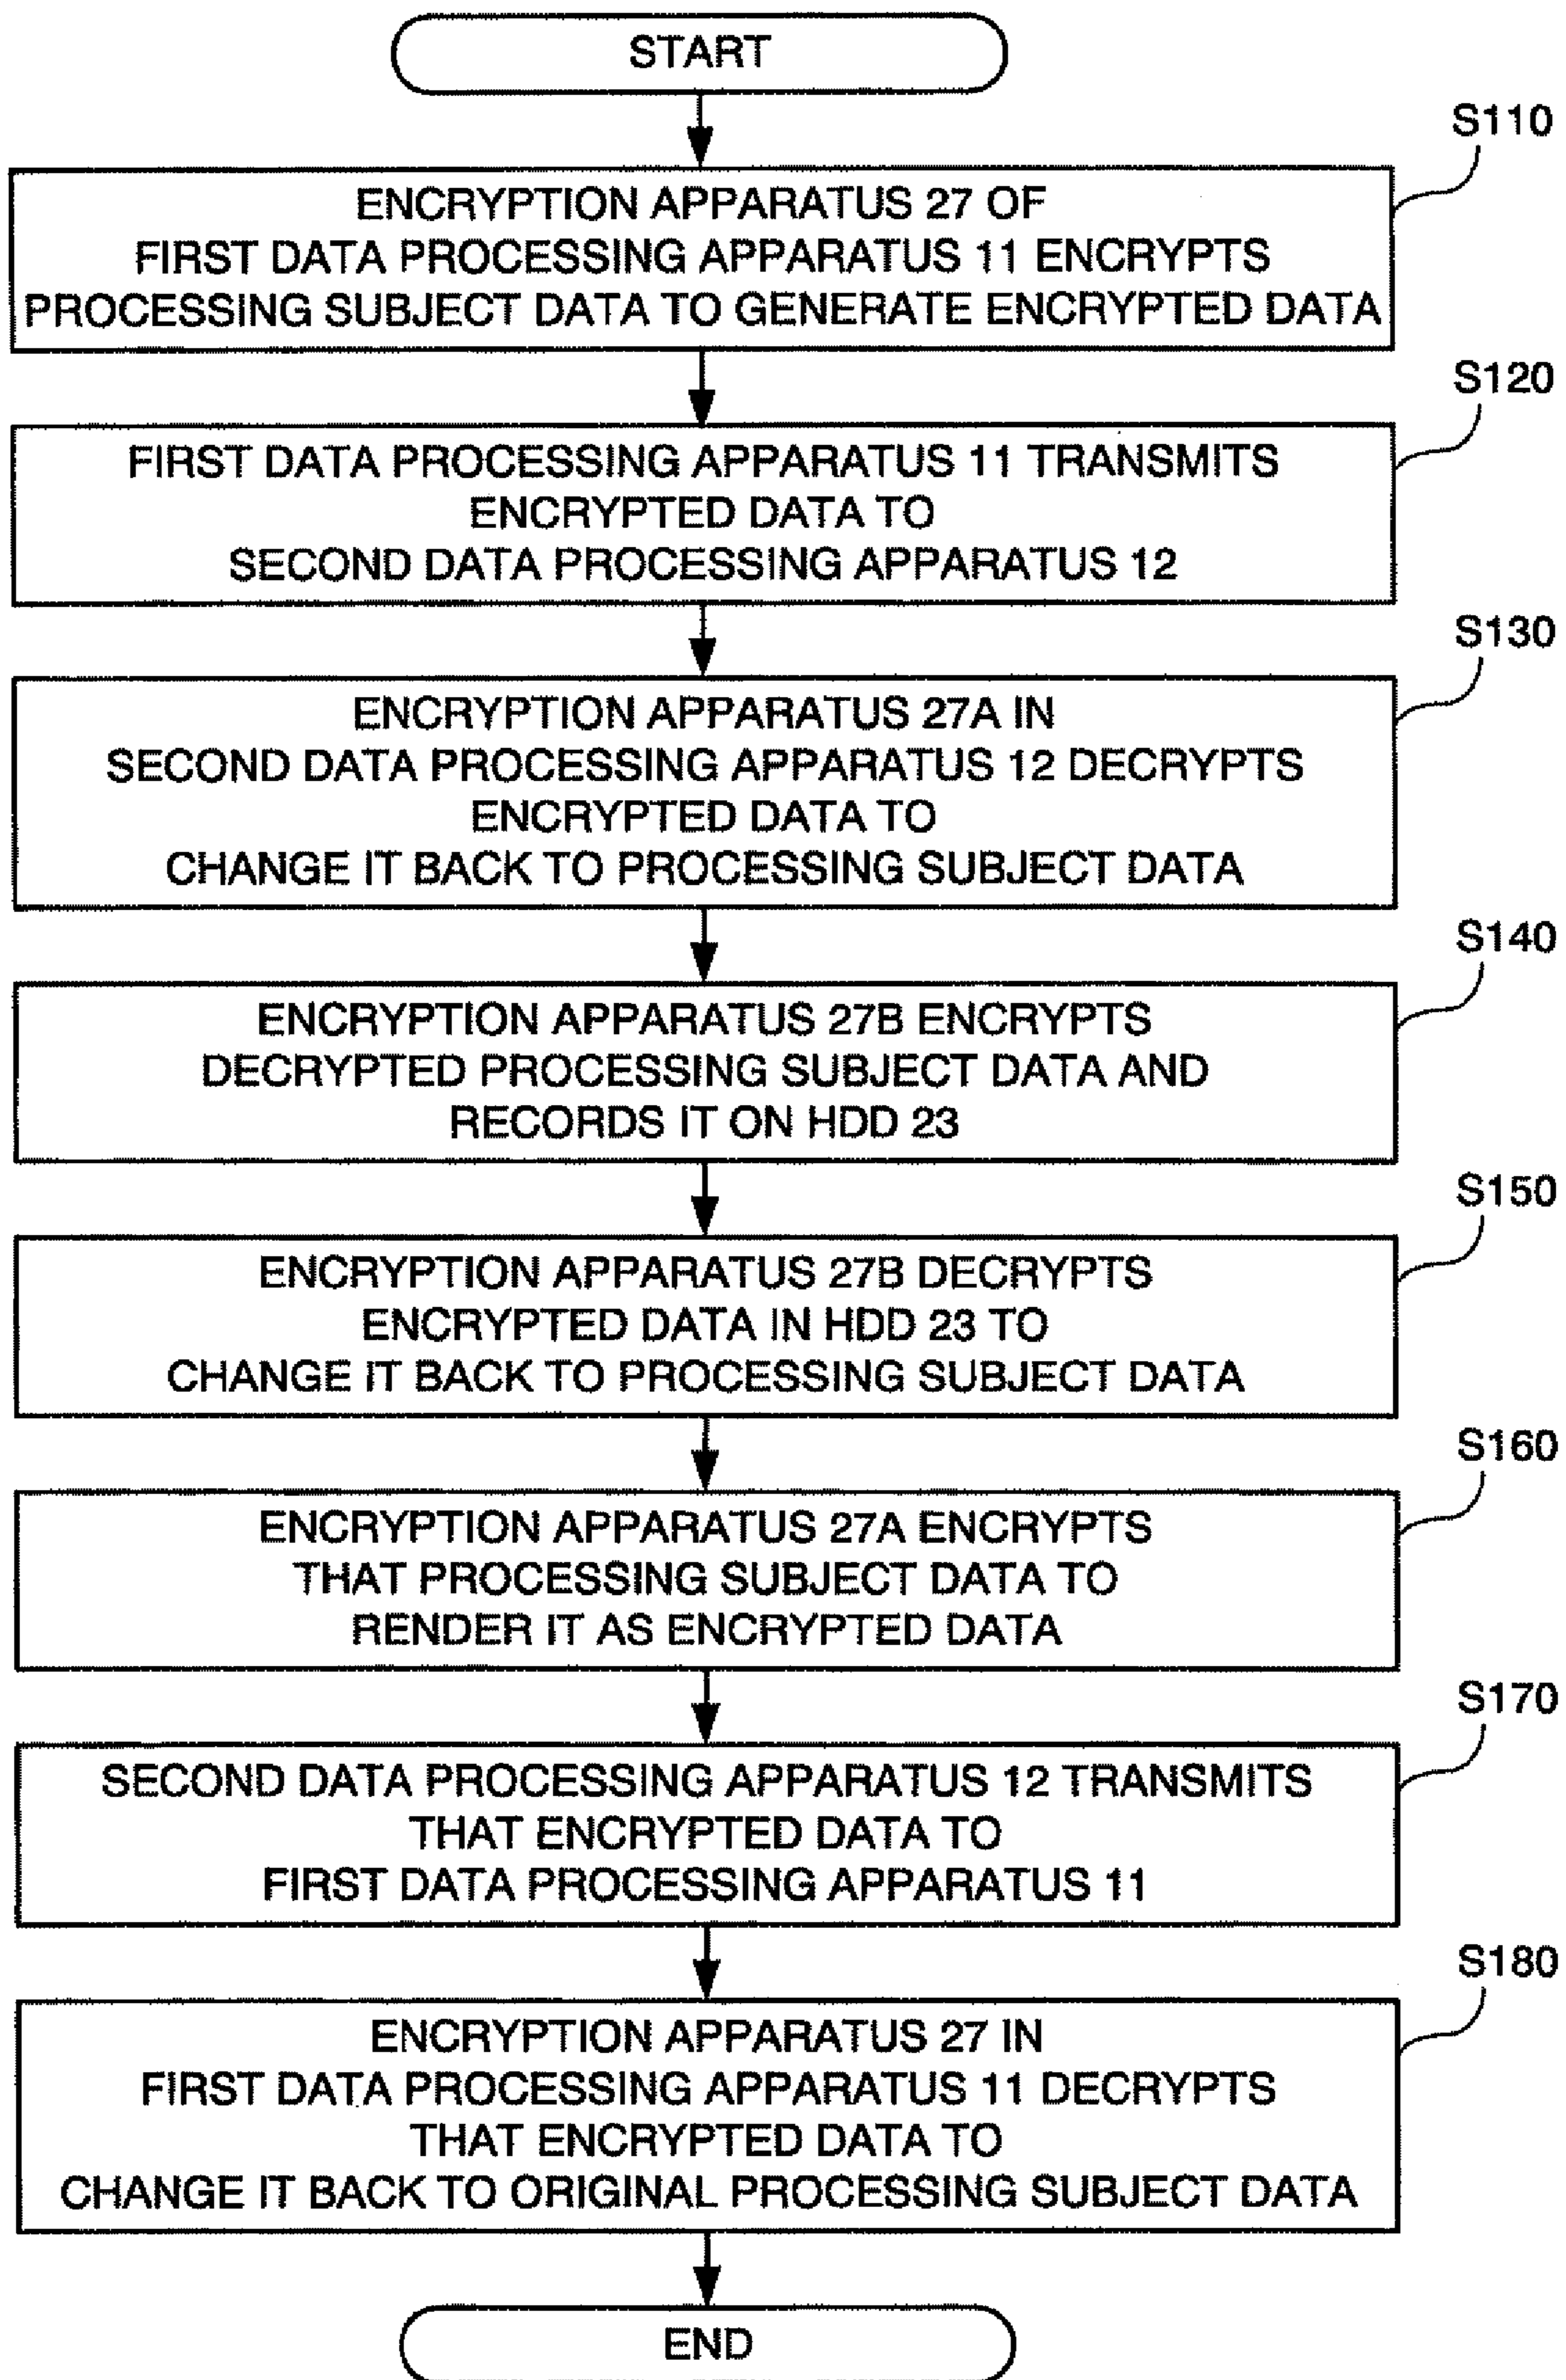 START
S110
ENCRYPTION APPARATUS 27 OF
FIRST DATA PROCESSING APPARATUS 11 ENCRYPTS
PROCESSING SUBJECT DATA TO GENERATE ENCRYPTED DATA
S120
FIRST DATA PROCESSING APPARATUS 11 TRANSMITS
ENCRYPTED DATA TO
SECOND DATA PROCESSING APPARATUS 12
S130
ENCRYPTION APPARATUS 27A IN
SECOND DATA PROCESSING APPARATUS 12 DECRYPTS
ENCRYPTED DATA TO
CHANGE IT BACK TO PROCESSING SUBJECT DATA
S140
ENCRYPTION APPARATUS 27B ENCRYPTS
DECRYPTED PROCESSING SUBJECT DATA AND
RECORDS IT ON HDD 23
S150
ENCRYPTION APPARATUS 27B DECRYPTS
ENCRYPTED DATA IN HDD 23 TO
CHANGE IT BACK TO PROCESSING SUBJECT DATA
S160
ENCRYPTION APPARATUS 27A ENCRYPTS
THAT PROCESSING SUBJECT DATA TO
RENDER IT AS ENCRYPTED DATA
S170
SECOND DATA PROCESSING APPARATUS 12 TRANSMITS
THAT ENCRYPTED DATA TO
FIRST DATA PROCESSING APPARATUS 11
S180
ENCRYPTION APPARATUS 27 IN
FIRST DATA PROCESSING APPARATUS 11 DECRYPTS
THAT ENCRYPTED DATA TO
CHANGE IT BACK TO ORIGINAL PROCESSING SUBJECT DATA
END